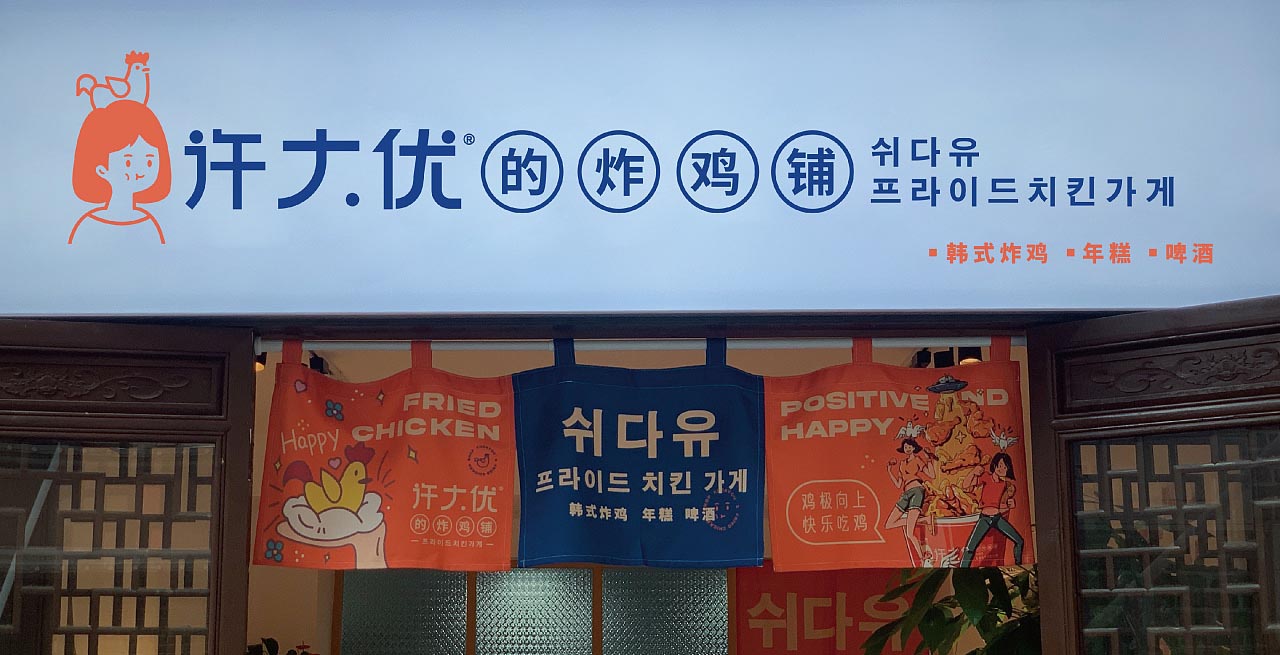 许大优® 的炸鸡铺
쉬다유
프라이드치킨가게
▪韩式炸鸡 ▪年糕 ▪啤酒
FRIED
Happy CHICKEN
许大优®
的炸鸡铺
프라이드치킨가게
쉬다유
프라이드 치킨 가게
韩式炸鸡 年糕 啤酒
POSITIVE AND
HAPPY
鸡极向上
快乐吃鸡
쉬다유